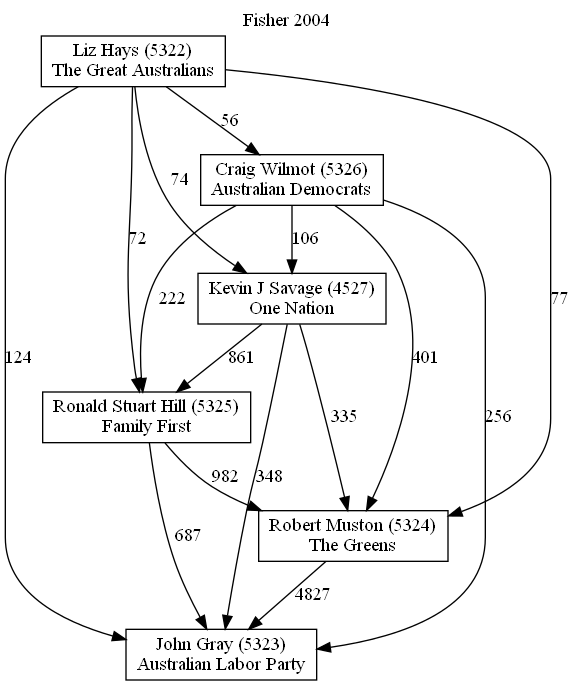 Fisher 2004
Liz Hays (5322)
The Great Australians
56
Craig Wilmot (5326)
Australian Democrats
74
72
106
222
77
Kevin J Savage (4527)
One Nation
124
861
401
Ronald Stuart Hill (5325)
Family First
335
256
982
348
Robert Muston (5324)
The Greens
687
4827
John Gray (5323)
Australian Labor Party